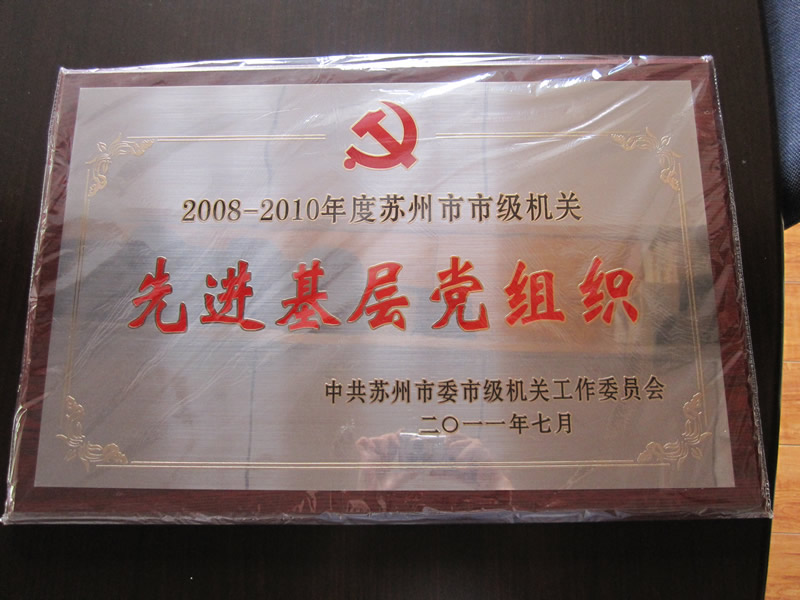 2008-2010年度苏州市市级机关
先进基层党组织
中共苏州市委市级机关工作委员会
二〇一一年七月